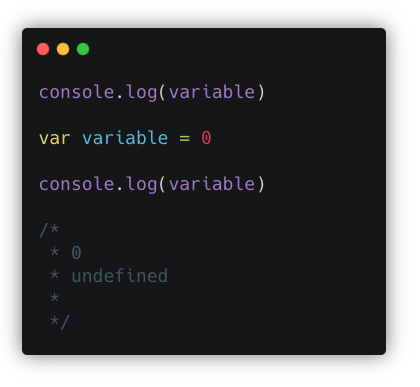 console.log(variable)
var variable = 0
console.log(variable)
/*
 * 0
 * undefined
 *
 */